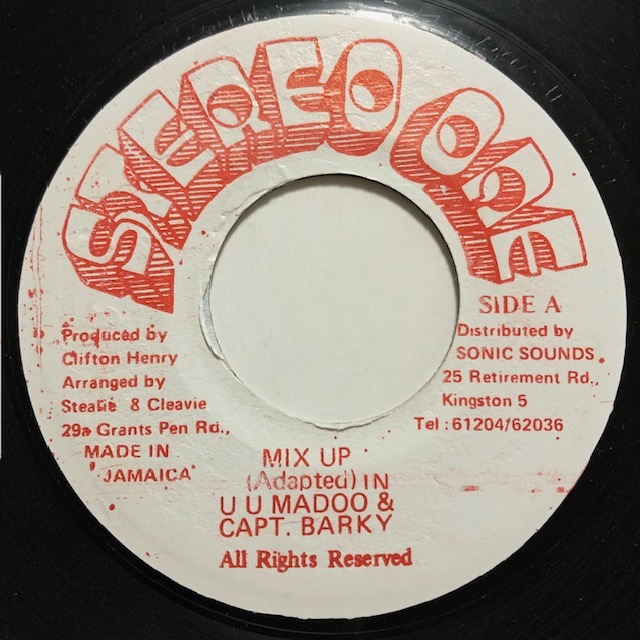 STEREO ONE
SIDE A
Produced by
Clifton Henry
Arranged by
Stealie & Cleavie
29a Grants Pen Rd.,
MADE IN
JAMAICA
Distributed by
SONIC SOUNDS.
25 Retirement Rd.,
Kingston 5
Tel: 61204/62036
MIX UP
(Adapted) IN
U U MADOO &
CAPT. BARKY
All Rights Reserved